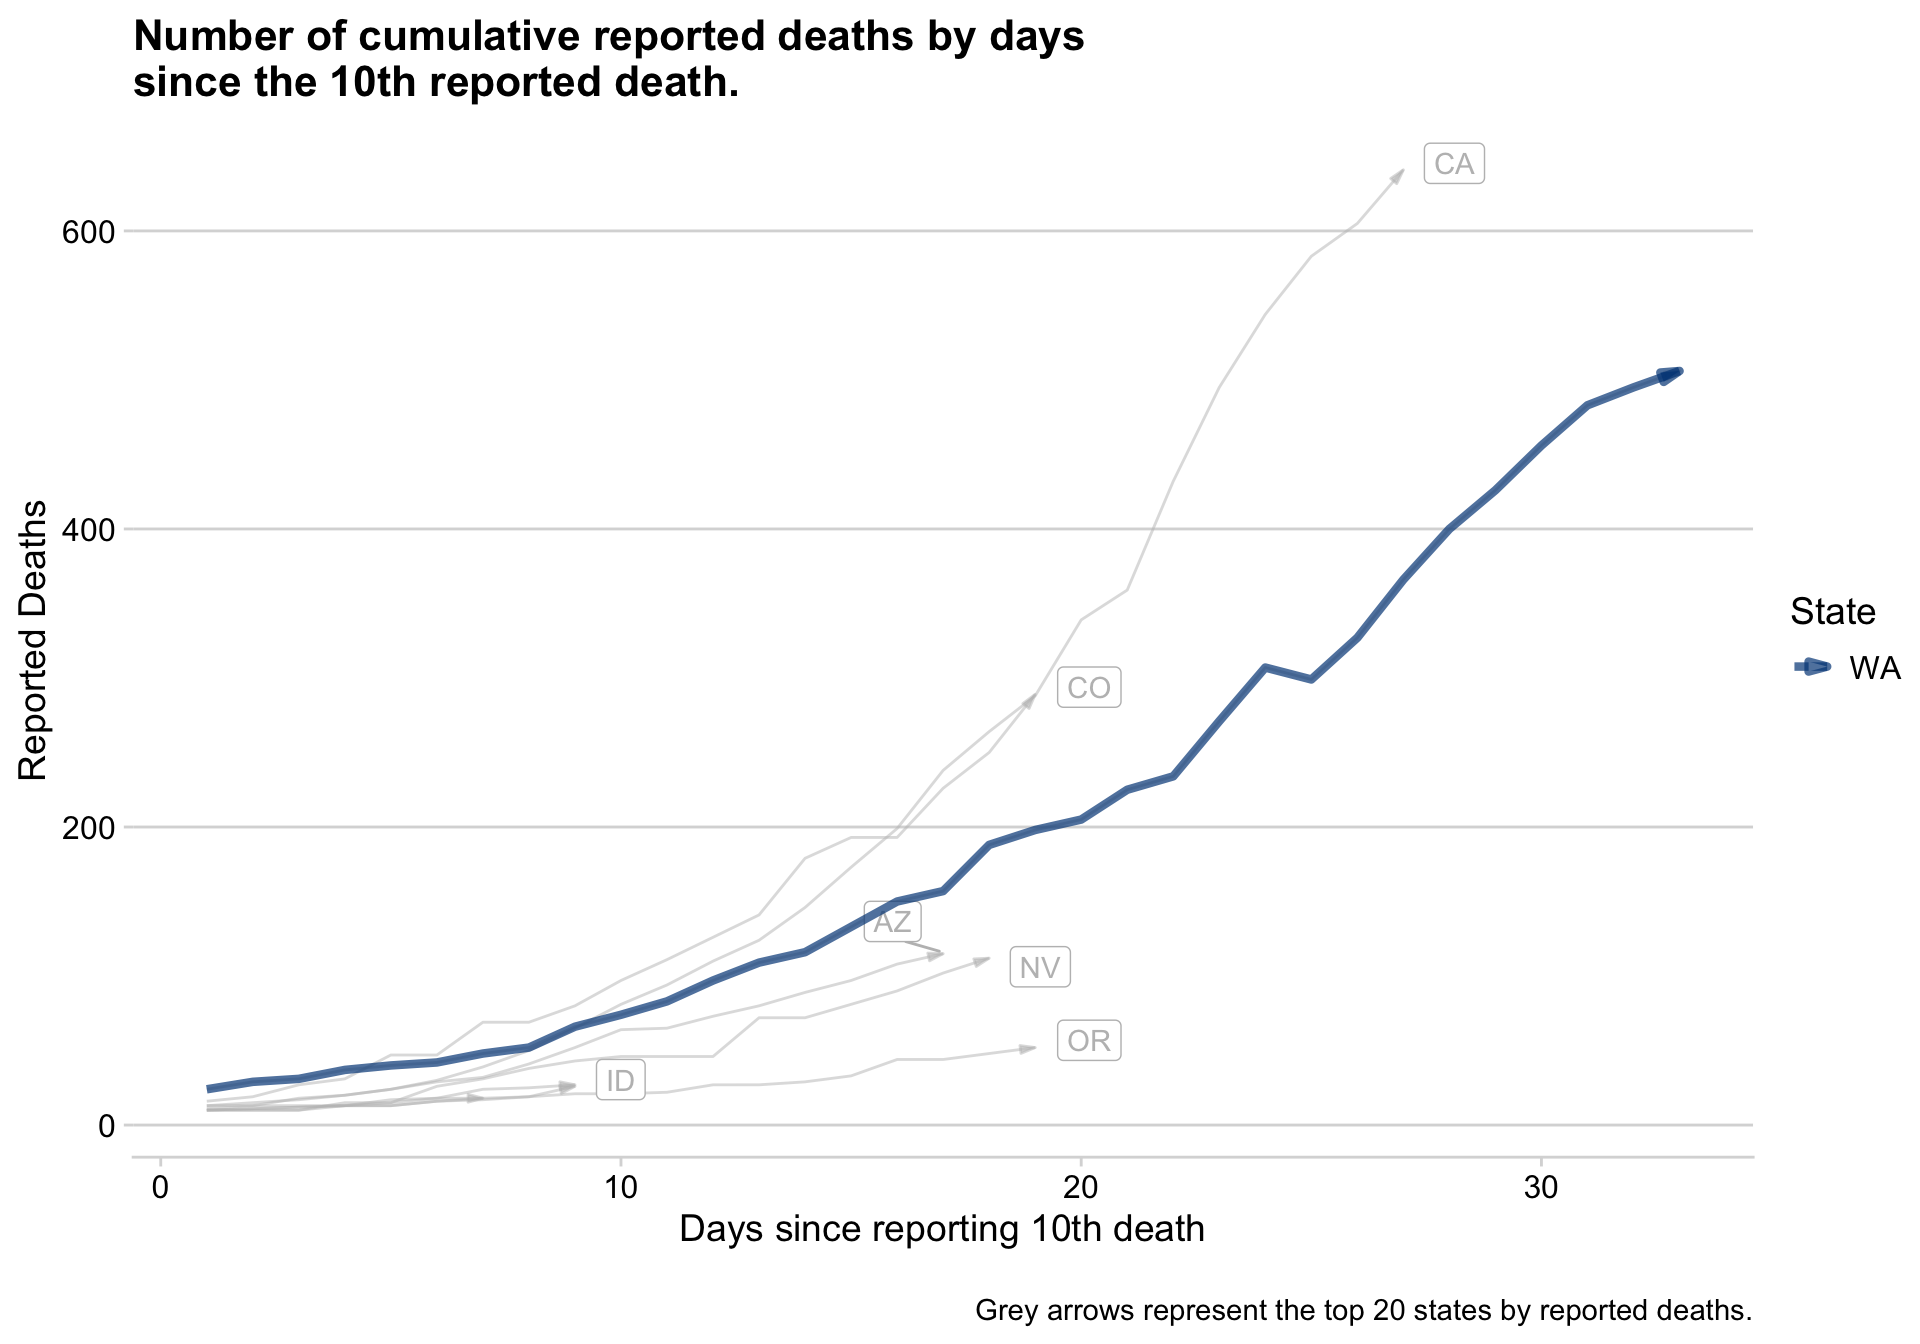 Number of cumulative reported deaths by days
since the 10th reported death.
CA
600
400
CO
200
AZ
NV
OR
ID
0
0 10 20 30
Days since reporting 10th death
Reported Deaths
State
WA
Grey arrows represent the top 20 states by reported deaths.